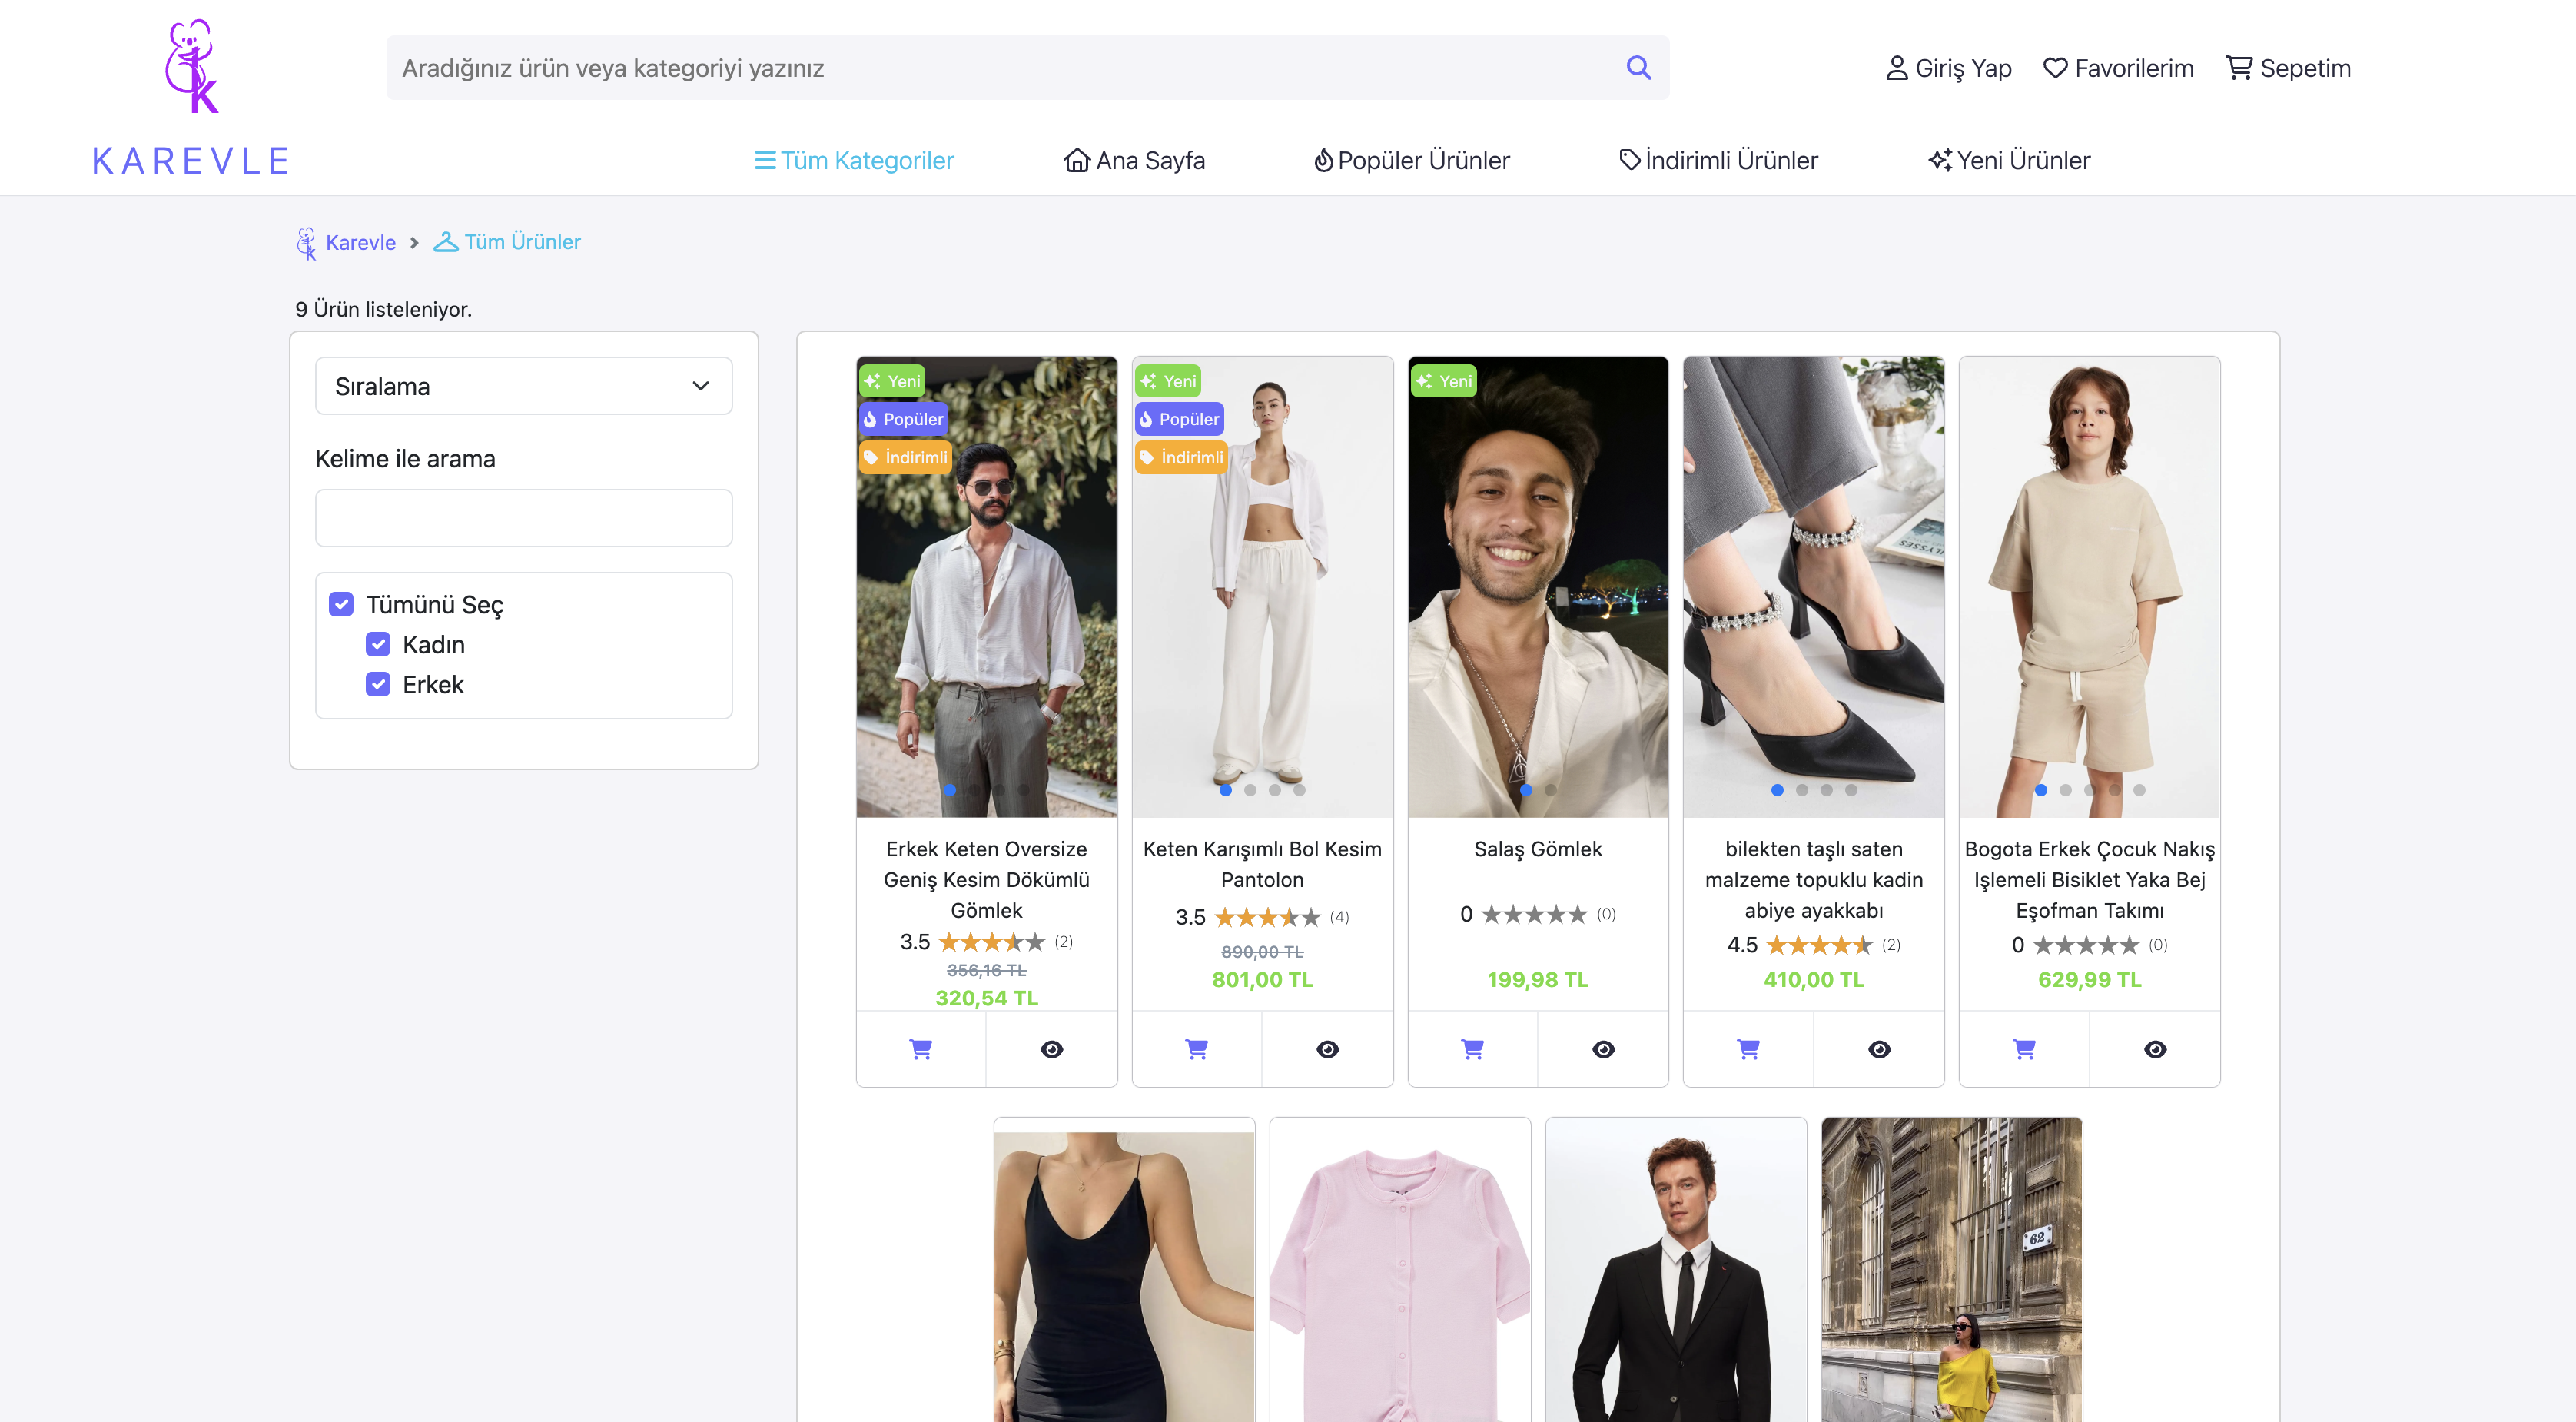 Aradığınız ürün veya kategoriyi yazınız
Giriş Yap
Favorilerim
Sepetim
k
KAREVLE
Tüm Kategoriler
Ana Sayfa
Popüler Ürünler
İndirimli Ürünler
Yeni Ürünler
Karevle
Tüm Ürünler
9 Ürün listeleniyor.
Sıralama
Kelime ile arama
Tümünü Seç
Kadın
Erkek
Yeni
Popüler
İndirimli
Erkek Keten Oversize
Geniş Kesim Dökümlü
Gömlek
3.5 (2)
356,16 TL
320,54 TL
Yeni
Popüler
İndirimli
Keten Karışımlı Bol Kesim
Pantolon
3.5 (4)
890,00 TL
801,00 TL
Yeni
Salaş Gömlek
0 (0)
199,98 TL
bilekten taşlı saten
malzeme topuklu kadin
abiye ayakkabı
4.5 (2)
410,00 TL
Bogota Erkek Çocuk Nakış
Işlemeli Bisiklet Yaka Bej
Eşofman Takımı
0 (0)
629,99 TL
62